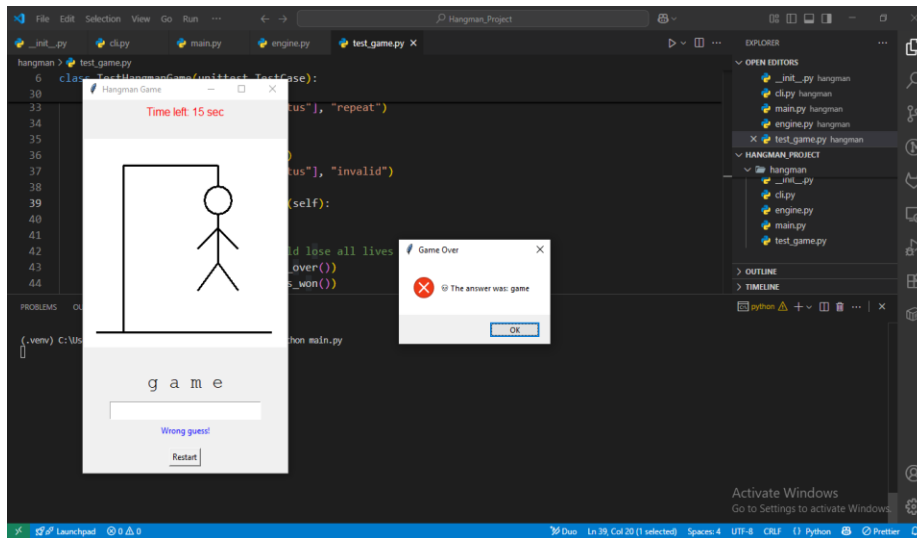 File Edit Selection View Go Run ··· ← → Hangman_Project
_init_.py cli.py main.py engine.py test_game.py ×
hangman > test_game.py
6 class TestHangmanGame(unittest.TestCase):
30
Hangman Game
Time left: 15 sec
33 tus"], "repeat")
34
35
36 )
37 tus"], "invalid")
38
39 (self):
40
41
42 ld lose all lives
43 _over())
44 s_won())
Game Over
The answer was: game
OK
g a m e
Wrong guess!
Restart
PROBLEMS OU
(.venv) C:\Us hon main.py
EXPLORER ···
OPEN EDITORS
_init_.py hangman
cli.py hangman
main.py hangman
engine.py hangman
× test_game.py hangman
HANGMAN_PROJECT
hangman
_init_.py
cli.py
engine.py
main.py
test_game.py
> OUTLINE
> TIMELINE
python
Activate Windows
Go to Settings to activate Windows.
Launchpad 0 0 Duo Ln 39, Col 20 (1 selected) Spaces: 4 UTF-8 CRLF {} Python Prettier